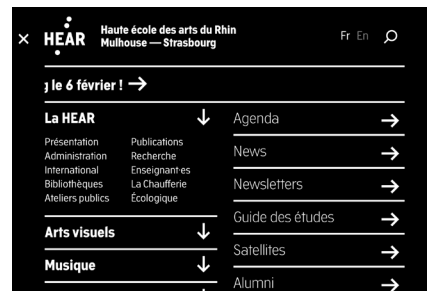 HEAR
Haute école des arts du Rhin
Mulhouse — Strasbourg
Fr En
g le 6 février ! →
La HEAR ↓
Présentation
Administration
International
Bibliothèques
Ateliers publics
Publications
Recherche
Enseignant·es
La Chaufferie
Écologique
Arts visuels ↓
Musique ↓
Agenda →
News →
Newsletters →
Guide des études →
Satellites →
Alumni →